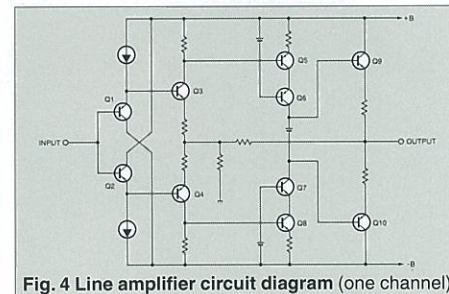 +B
Q5
Q9
Q3
Q1
Q6
INPUT
OUTPUT
Q2
Q7
Q4
Q8
Q10
-B
Fig. 4 Line amplifier circuit diagram (one channel)